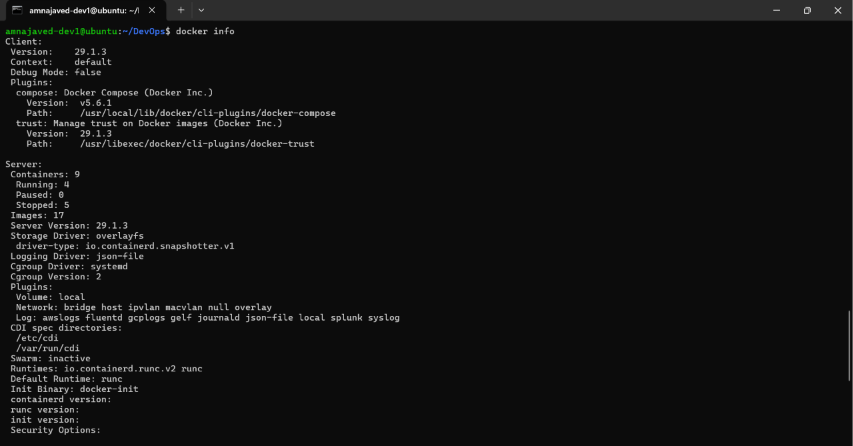 amnajaved-dev1@ubuntu: ~/I
amnajaved-dev1@ubuntu:~/DevOps$ docker info
Client:
 Version:    29.1.3
 Context:    default
 Debug Mode: false
 Plugins:
  compose: Docker Compose (Docker Inc.)
    Version:  v5.6.1
    Path:     /usr/local/lib/docker/cli-plugins/docker-compose
  trust: Manage trust on Docker images (Docker Inc.)
    Version:  29.1.3
    Path:     /usr/libexec/docker/cli-plugins/docker-trust

Server:
 Containers: 9
  Running: 4
  Paused: 0
  Stopped: 5
 Images: 17
 Server Version: 29.1.3
 Storage Driver: overlayfs
  driver-type: io.containerd.snapshotter.v1
 Logging Driver: json-file
 Cgroup Driver: systemd
 Cgroup Version: 2
 Plugins:
  Volume: local
  Network: bridge host ipvlan macvlan null overlay
  Log: awslogs fluentd gcplogs gelf journald json-file local splunk syslog
 CDI spec directories:
  /etc/cdi
  /var/run/cdi
 Swarm: inactive
 Runtimes: io.containerd.runc.v2 runc
 Default Runtime: runc
 Init Binary: docker-init
 containerd version:
 runc version:
 init version:
 Security Options: